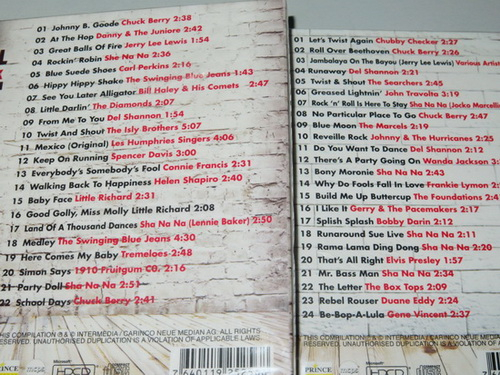 01 Johnny B. Goode Chuck Berry 2:38
02 At The Hop Danny & The Juniore 2:42
03 Great Balls Of Fire Jerry Lee Lewis 1:54
04 Rockin' Robin She Na Na 2:36
05 Blue Suede Shoes Carl Perkins 2:16
06 Hippy Hippy Shake The Swinging Blue Jeans 1:43
07 See You Later Alligator Bill Haley & His Comets 2:47
08 Little Darlin' The Diamonds 2:07
09 From Me To You Del Shannon 1:54
10 Twist And Shout The Isly Brothers 5:17
11 Mexico (Original) Les Humphries Singers 4:06
12 Keep On Running Spencer Davis 3:00
13 Everybody's Somebody's Fool Connie Francis 2:31
14 Walking Back To Happiness Helen Shapiro 2:40
15 Baby Face Little Richard 2:31
16 Good Golly, Miss Molly Little Richard 2:08
17 Land Of A Thousand Dances Sha Na Na (Lennie Baker) 2:50
18 Medley The Swinging Blue Jeans 4:30
19 Here Comes My Baby Tremeloes 2:48
20 Simon Says 1910 Fruitgum CO. 2:16
21 Party Doll Sha Na Na 2:51
22 School Days Chuck Berry 2:41
THIS COMPILATION ℗ & © INTERMEDIA / CARINCO NEUE MEDIAN AG. ALL RIGHTS
RESERVED. UNAUTHORISED DUPLICATION IS A VIOLATION OF APPLICABLE LAWS.
PRINCE
Microsoft
HDCD
01 Let's Twist Again Chubby Checker 2:27
02 Roll Over Beethoven Chuck Berry 2:26
03 Jambalaya On The Bayou (Jerry Lee Lewis) Various Artis
04 Runaway Del Shannon 2:21
05 Twist & Shout The Searchers 2:45
06 Greased Lightnin' John Travolta 3:19
07 Rock 'n' Roll Is Here To Stay Sha Na Na (Jocko Marcell
08 No Particular Place To Go Chuck Berry 2:47
09 Blue Moon The Marcels 2:19
10 Reveille Rock Johnny & The Hurricanes 2:25
11 Do You Want To Dance Del Shannon 2:12
12 There's A Party Going On Wanda Jackson 3
13 Bony Moronie Sha Na Na 2:19
14 Why Do Fools Fall In Love Frankie Lymon 2
15 Build Me Up Buttercup The Foundations 2:4
16 I Like It Gerry & The Pacemakers 2:17
17 Splish Splash Bobby Darin 2:12
18 Runaround Sue Live Sha Na Na 2:51
19 Rama Lama Ding Dong Sha Na Na 2:20
20 That's All Right Elvis Presley 1:57
21 Mr. Bass Man Sha Na Na 2:34
22 The Letter The Box Tops 2:09
23 Rebel Rouser Duane Eddy 2:24
24 Be-Bop-A-Lula Gene Vincent 2:37
THIS COMPILATION ℗ & © INTERMEDIA / CARINCO NEUE MEDIAN AG. ALL RI
RESERVED. UNAUTHORISED DUPLICATION IS A VIOLATION OF APPLICABLE
PRINCE
Microsoft